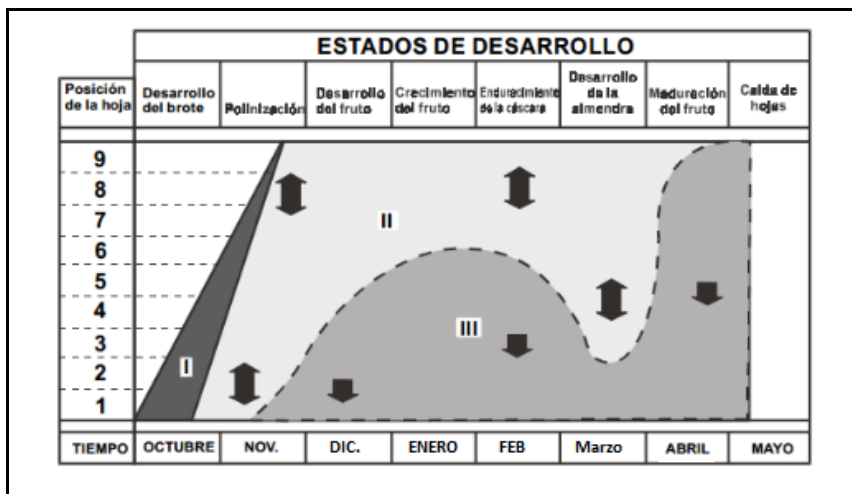 ESTADOS DE DESARROLLO
Posición
de la hoja
Desarrollo
del brote
Polinización
Desarrollo
del fruto
Crecimiento
del fruto
Endurecimiento
de la cáscara
Desarrollo
de la
almendra
Maduración
del fruto
Caída de
hojas
9
8
7
6
5
4
3
2
1
I
II
III
TIEMPO
OCTUBRE
NOV.
DIC.
ENERO
FEB
Marzo
ABRIL
MAYO